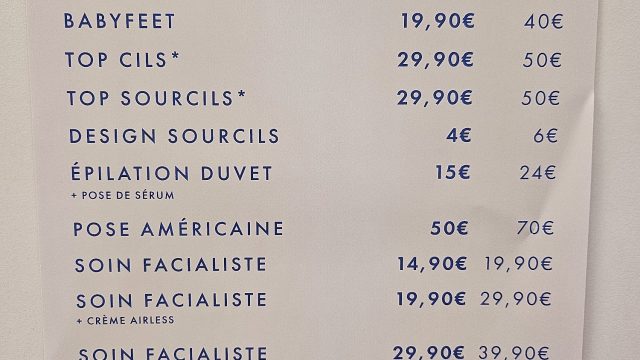 BABYFEET 19,90€ 40€
TOP CILS* 29,90€ 50€
TOP SOURCILS* 29,90€ 50€
DESIGN SOURCILS 4€ 6€
ÉPILATION DUVET 15€ 24€
+ POSE DE SÉRUM
POSE AMÉRICAINE 50€ 70€
SOIN FACIALISTE 14,90€ 19,90€
SOIN FACIALISTE 19,90€ 29,90€
+ CRÈME AIRLESS
SOIN FACIALISTE 29,90€ 39,90€